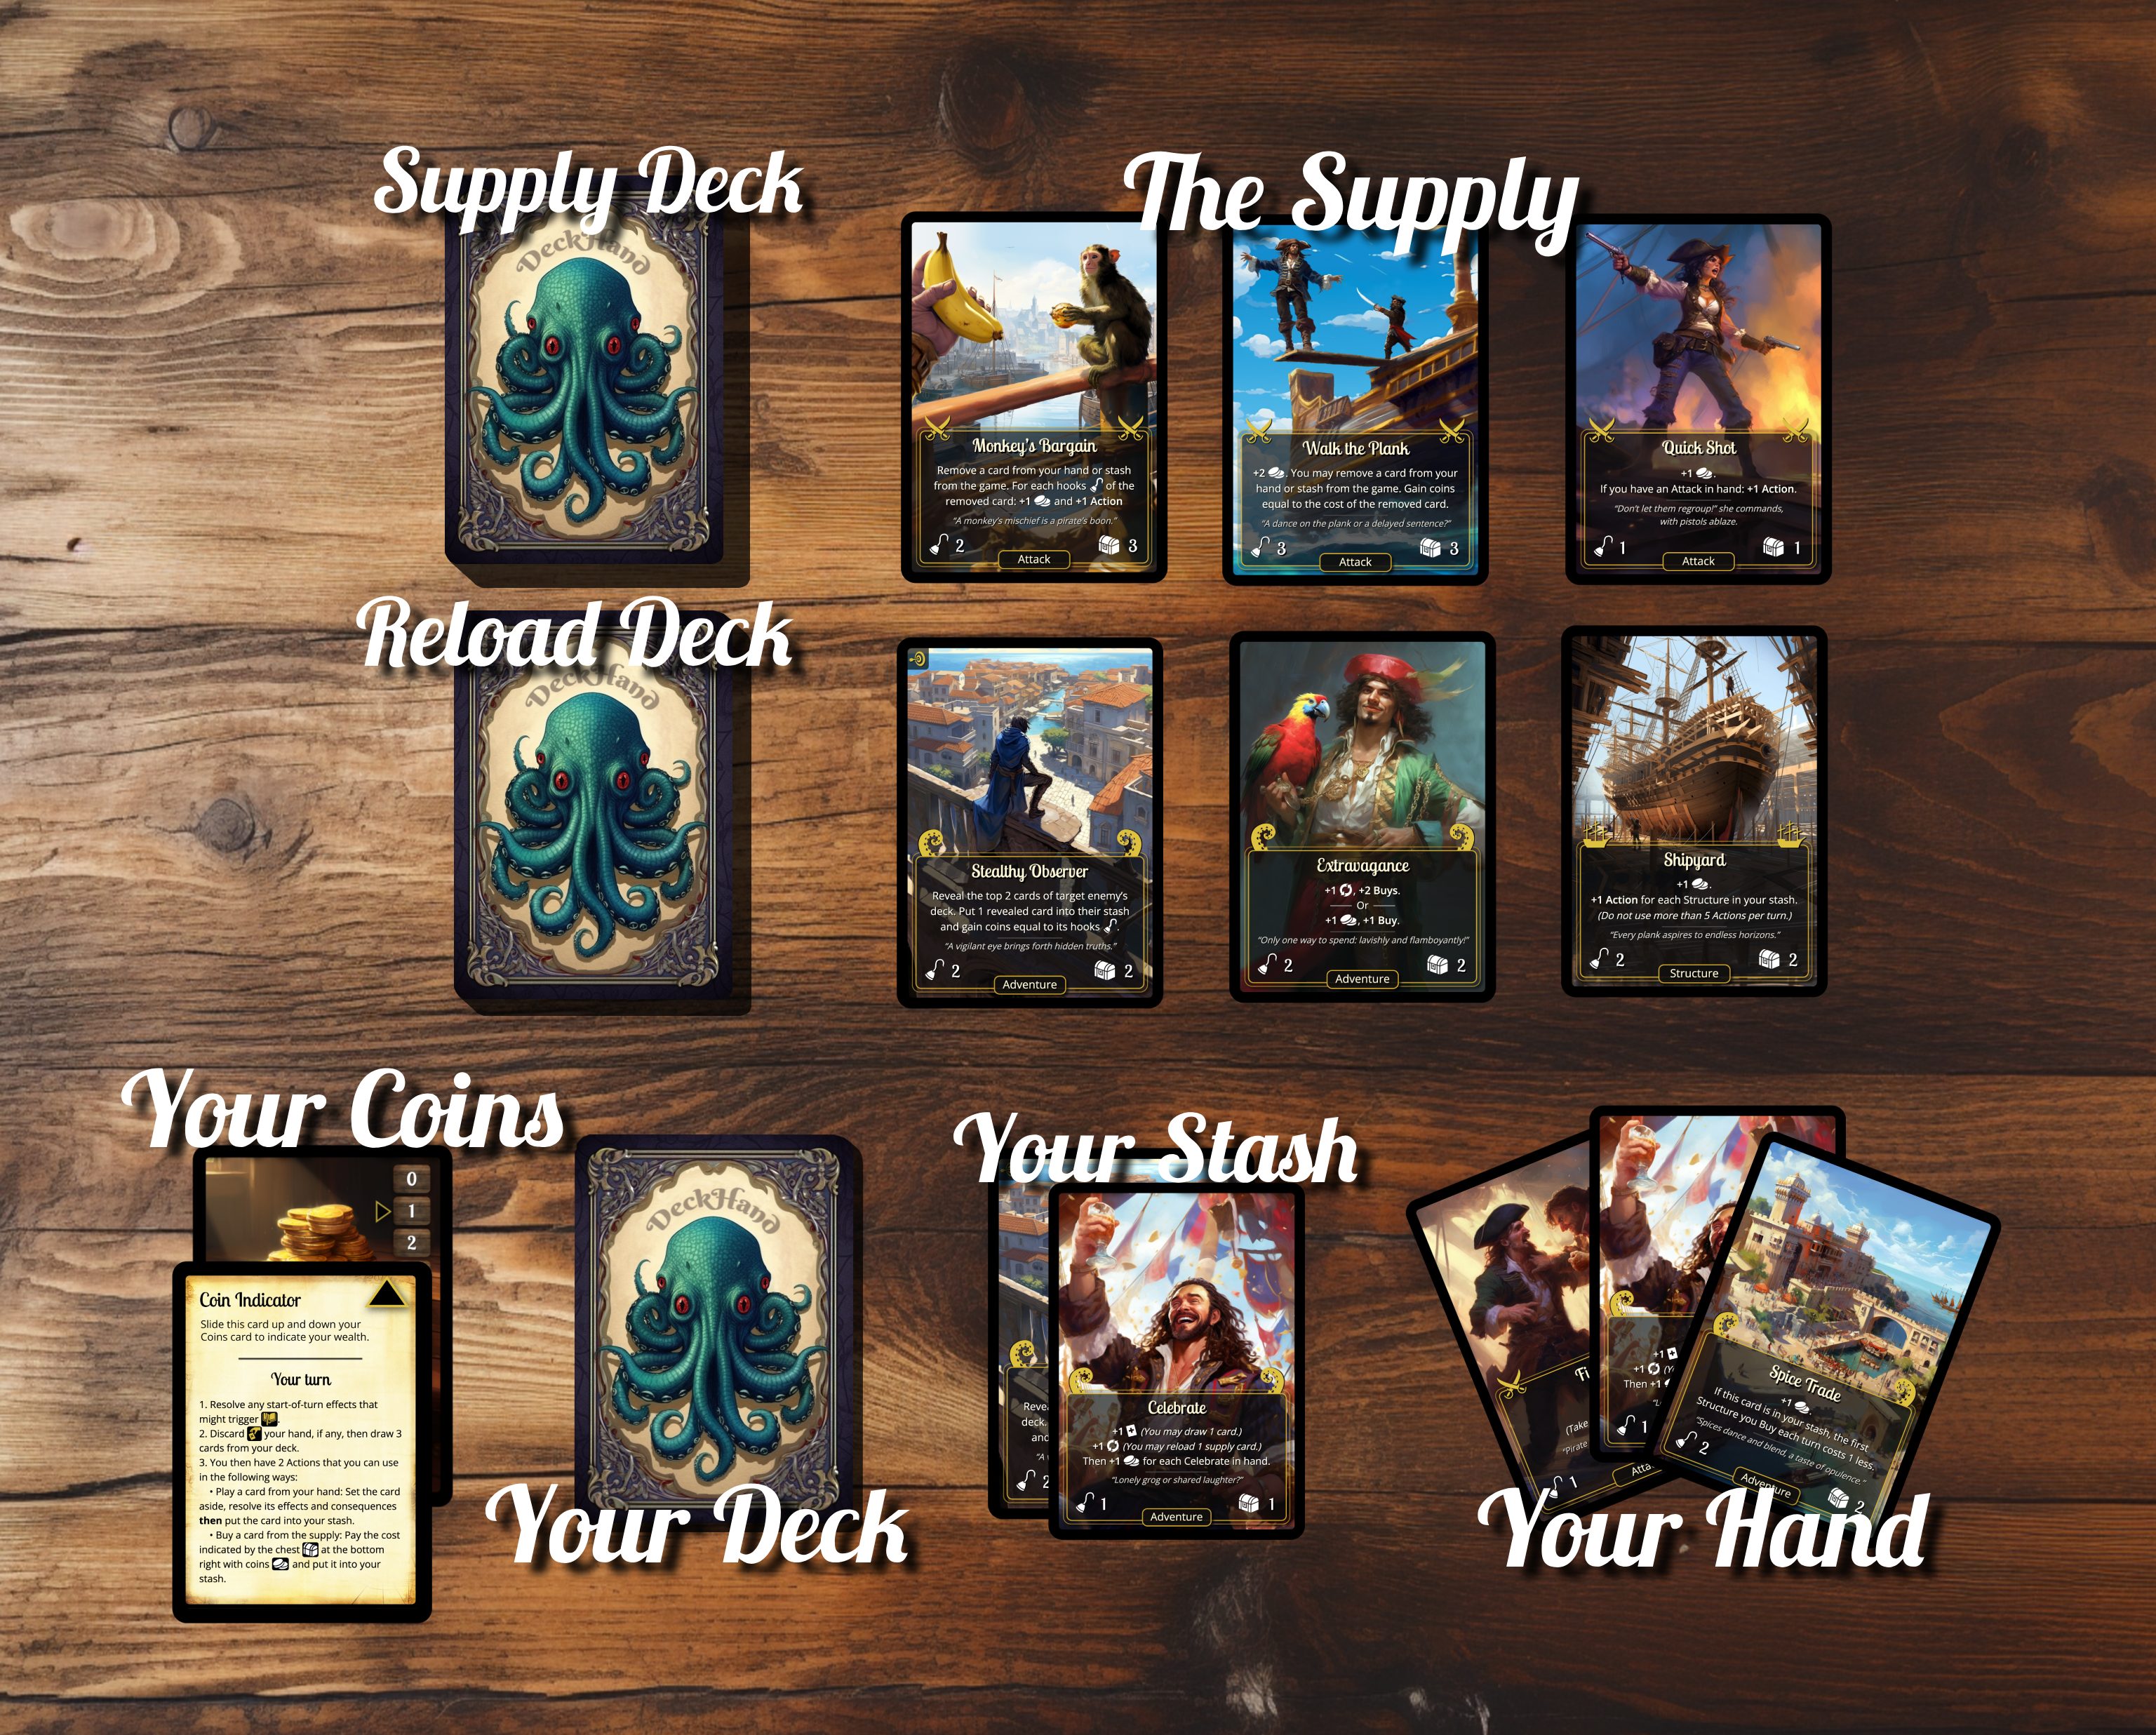 Supply Deck
DeckHand
The Supply
Monkey's Bargain
Remove a card from your hand or stash
from the game. For each hooks of the
removed card: +1 and +1 Action
"A monkey's mischief is a pirate's boon."
2
3
Attack
Walk the Plank
+2 . You may remove a card from your
hand or stash from the game. Gain coins
equal to the cost of the removed card.
"A dance on the plank or a delayed sentence?"
3
3
Attack
Quick Shot
+1 .
If you have an Attack in hand: +1 Action.
"Don't let them regroup!" she commands,
with pistols ablaze.
1
1
Attack
Reload Deck
DeckHand
Stealthy Observer
Reveal the top 2 cards of target enemy's
deck. Put 1 revealed card into their stash
and gain coins equal to its hooks .
"A vigilant eye brings forth hidden truths."
2
2
Adventure
Extravagance
+1 , +2 Buys.
Or
+1 , +1 Buy.
"Only one way to spend: lavishly and flamboyantly!"
2
2
Adventure
Shipyard
+1 .
+1 Action for each Structure in your stash.
(Do not use more than 5 Actions per turn.)
"Every plank aspires to endless horizons."
2
2
Structure
Your Coins
0
1
2
Coin Indicator
Slide this card up and down your
Coins card to indicate your wealth.
Your turn
1. Resolve any start-of-turn effects that
might trigger .
2. Discard your hand, if any, then draw 3
cards from your deck.
3. You then have 2 Actions that you can use
in the following ways:
• Play a card from your hand: Set the card
aside, resolve its effects and consequences
then put the card into your stash.
• Buy a card from the supply: Pay the cost
indicated by the chest at the bottom
right with coins and put it into your
stash.
DeckHand
Your Deck
Your Stash
Revea
deck.
and
"A v
2
Celebrate
+1 (You may draw 1 card.)
+1 (You may reload 1 supply card.)
Then +1 for each Celebrate in hand.
"Lonely grog or shared laughter?"
1
1
Adventure
Fi
(Take
"Pirate
1
Atta
+1
+1 (Y
Then +1
"L
1
Spice Trade
+1 .
If this card is in your stash, the first
Structure you Buy each turn costs 1 less.
"Spices dance and blend, a taste of opulence."
2
2
Adventure
Your Hand